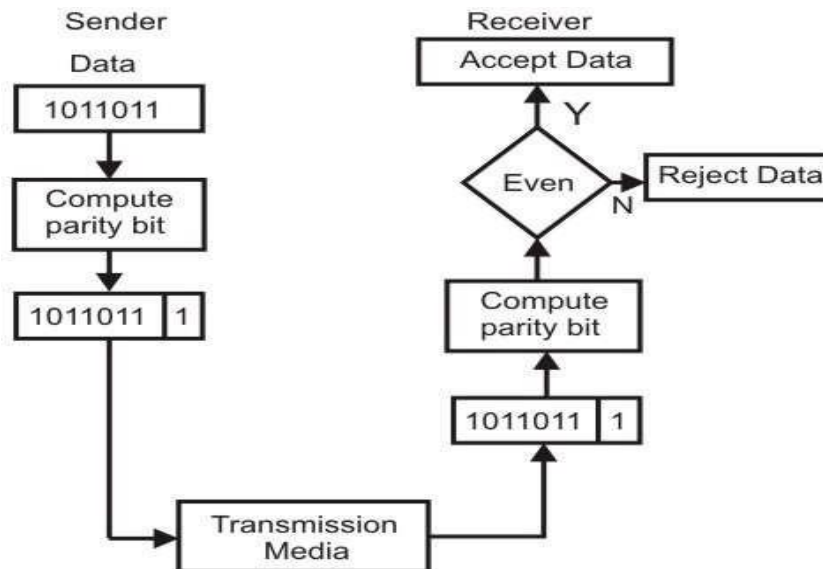 Sender
Data
1011011
Compute
parity bit
1011011 1
Transmission
Media
Receiver
Accept Data
Y
Even
N
Reject Data
Compute
parity bit
1011011 1